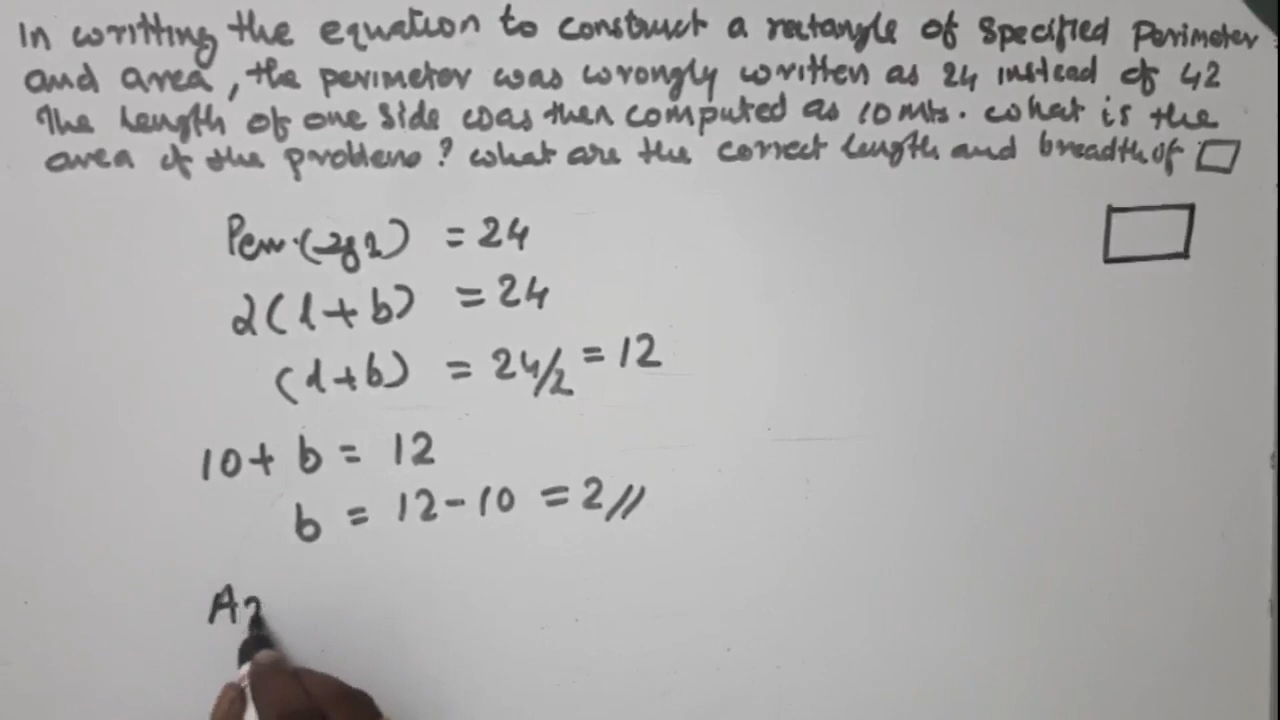 In writting the equation to construct a rectangle of specified perimeter
and area, the perimeter was wrongly written as 24 instead of 42
The length of one side was then computed as 10 mts. what is the
area of the problem? what are the correct length and breadth of
= 24
2(l+b) = 24
(l+b) = 24/2 = 12
10+ b = 12
b = 12-10 = 2//